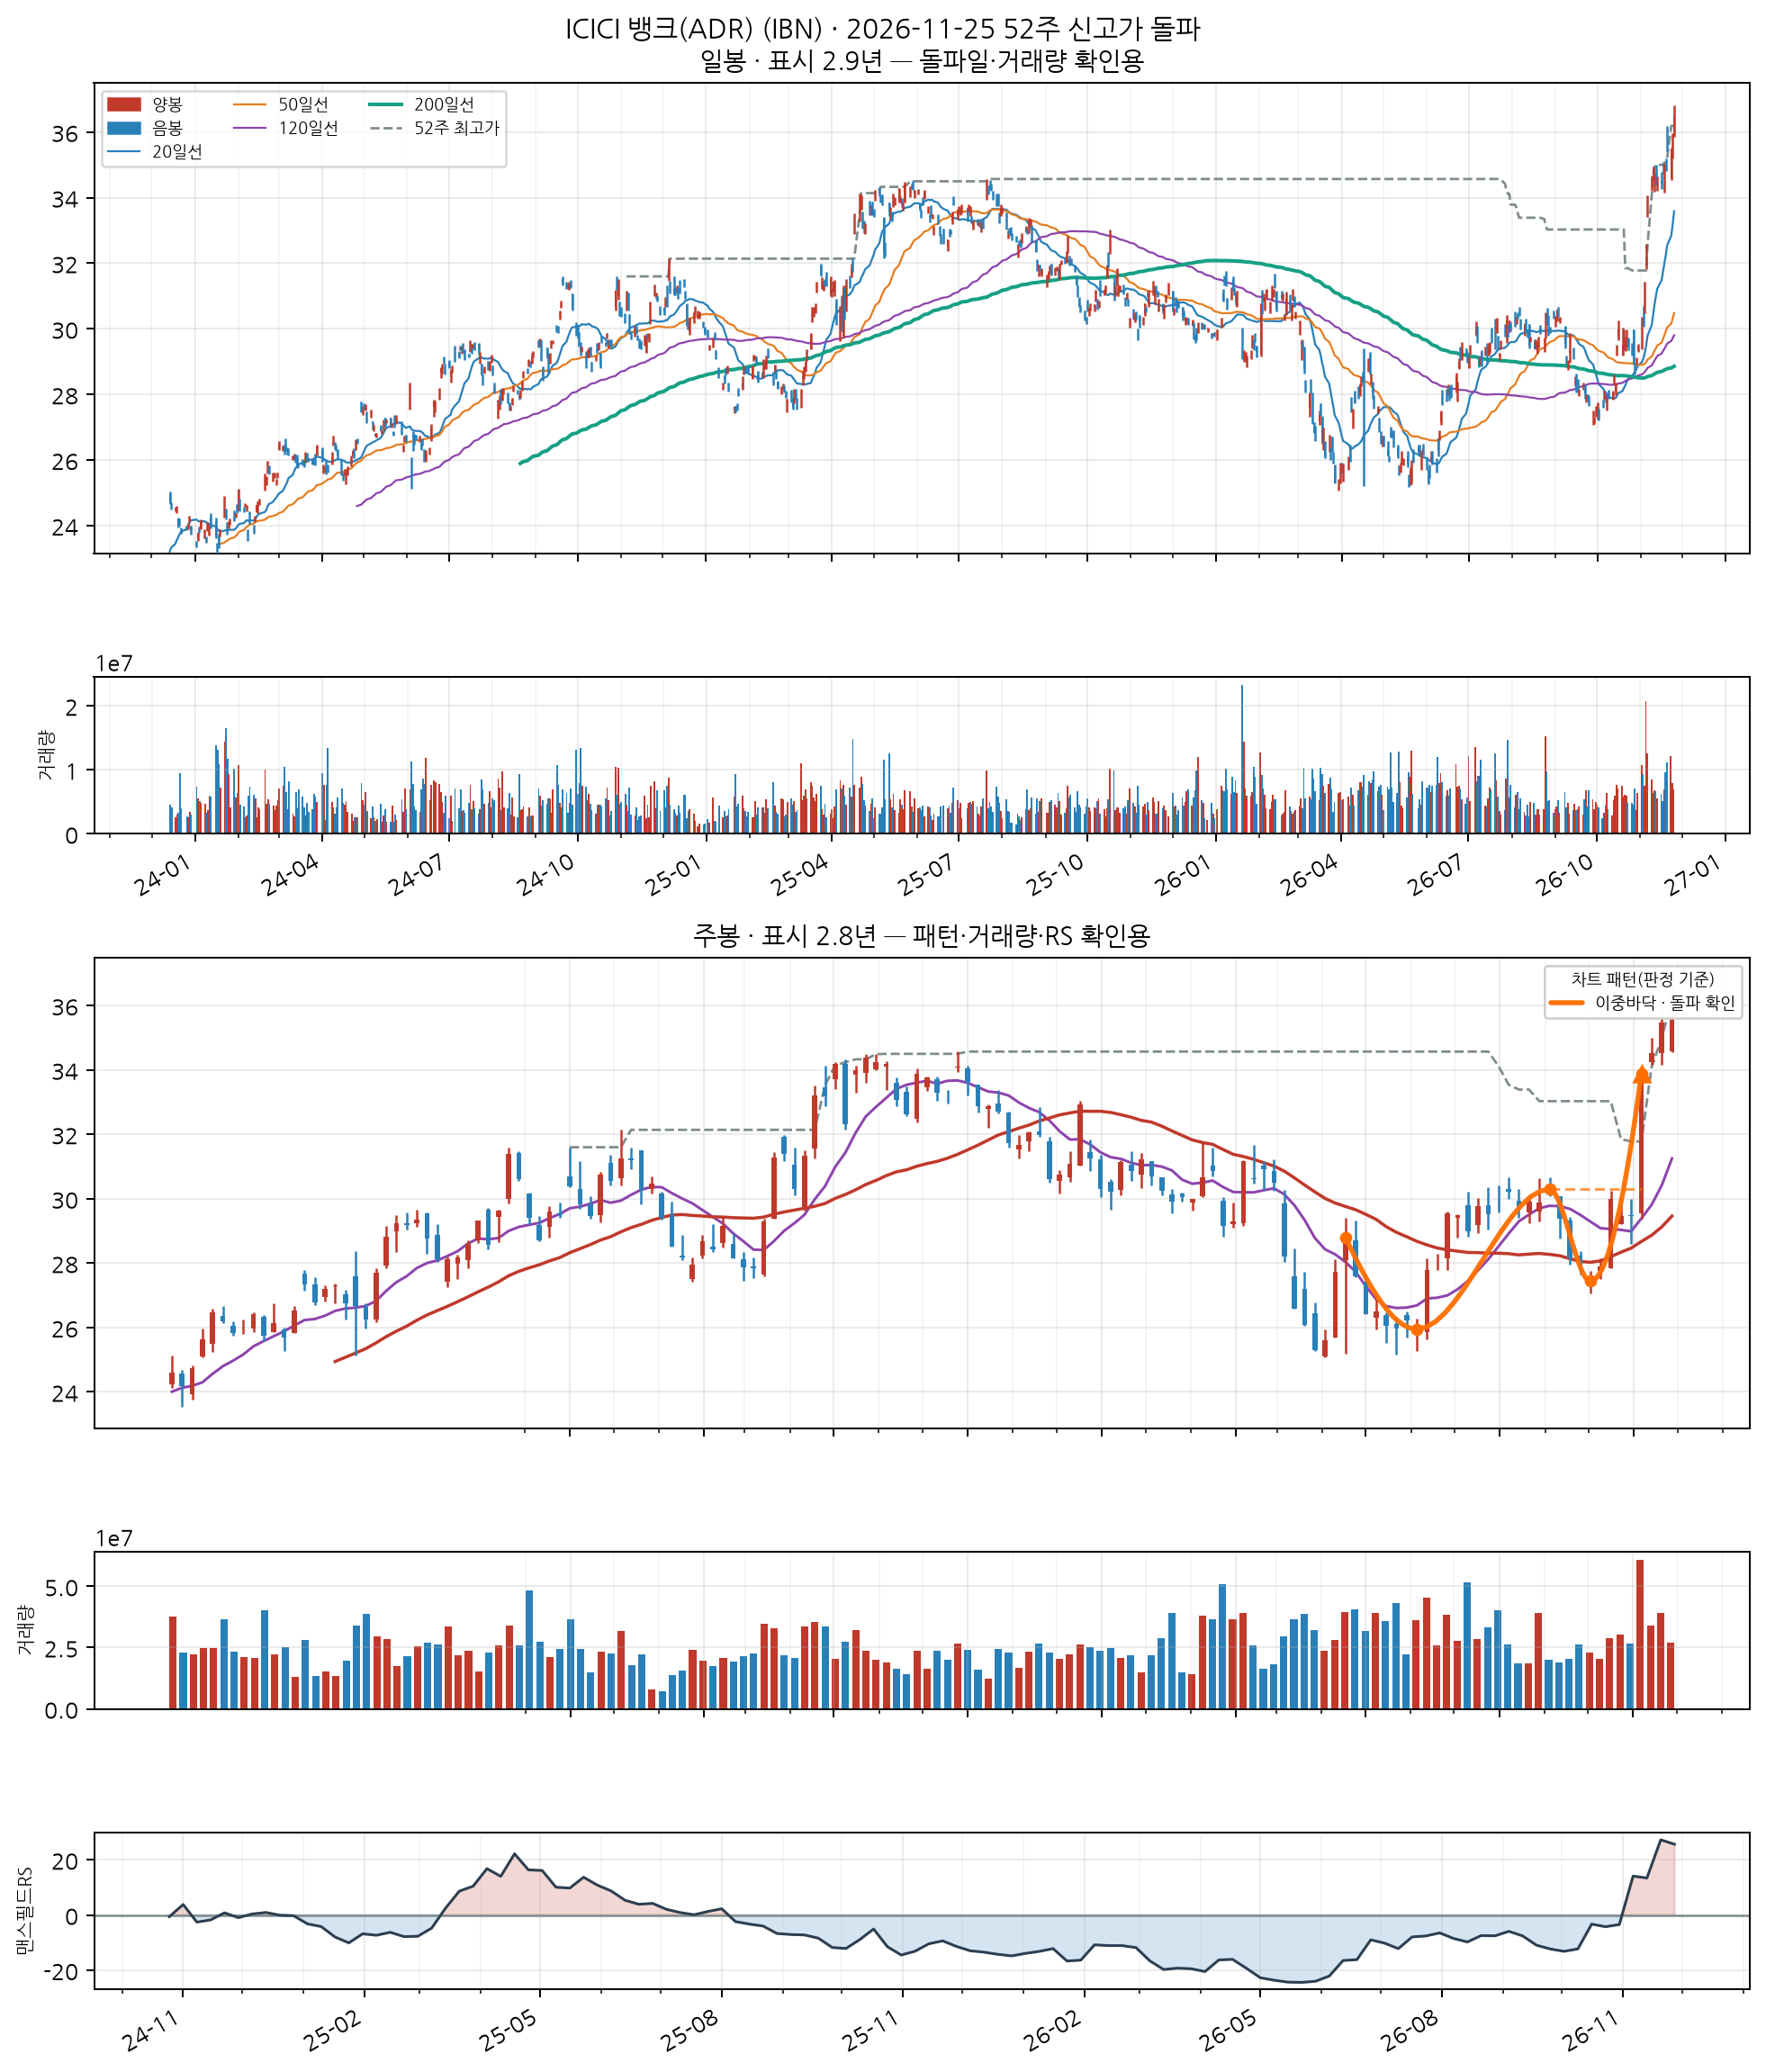 ICICI 뱅크(ADR) (IBN) · 2026-11-25 52주 신고가 돌파
일봉 · 표시 2.9년 — 돌파일·거래량 확인용
양봉
음봉
20일선
50일선
120일선
200일선
52주 최고가
36
34
32
30
28
26
24
1e7
거래량
2
1
0
24-01
24-04
24-07
24-10
25-01
25-04
25-07
25-10
26-01
26-04
26-07
26-10
27-01
주봉 · 표시 2.8년 — 패턴·거래량·RS 확인용
차트 패턴(판정 기준)
이중바닥 · 돌파 확인
36
34
32
30
28
26
24
1e7
거래량
5.0
2.5
0.0
맨스필드RS
20
0
-20
24-11
25-02
25-05
25-08
25-11
26-02
26-05
26-08
26-11